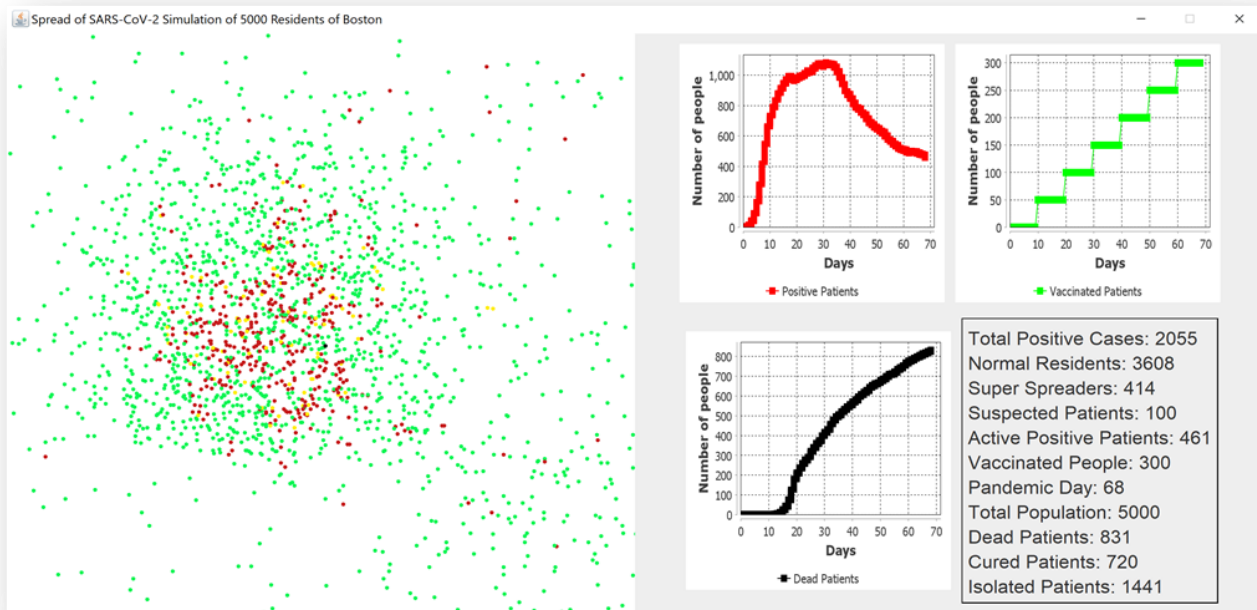 Spread of SARS-CoV-2 Simulation of 5000 Residents of Boston
Number of people
1,000
800
600
400
200
0
0 10 20 30 40 50 60 70
Days
Positive Patients
Number of people
300
250
200
150
100
50
0
0 10 20 30 40 50 60 70
Days
Vaccinated Patients
Number of people
800
700
600
500
400
300
200
100
0
0 10 20 30 40 50 60 70
Days
Dead Patients
Total Positive Cases: 2055
Normal Residents: 3608
Super Spreaders: 414
Suspected Patients: 100
Active Positive Patients: 461
Vaccinated People: 300
Pandemic Day: 68
Total Population: 5000
Dead Patients: 831
Cured Patients: 720
Isolated Patients: 1441